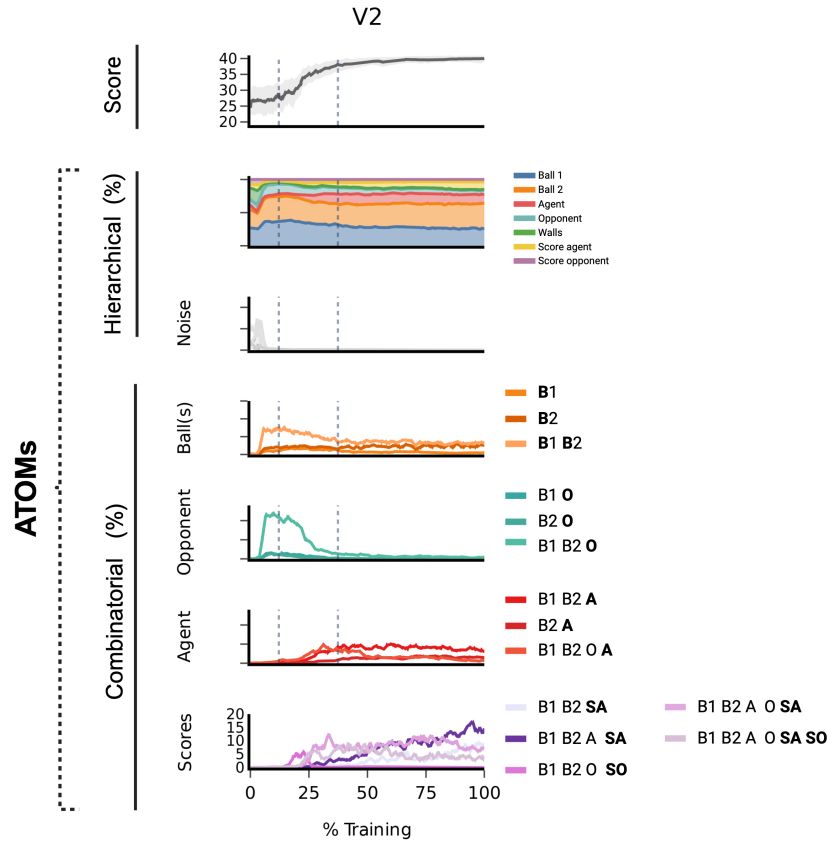 V2
Score
40
35
30
25
20
ATOMs
Hierarchical (%)
Ball 1
Ball 2
Agent
Opponent
Walls
Score agent
Score opponent
Noise
Combinatorial (%)
Ball(s)
B1
B2
B1 B2
Opponent
B1 O
B2 O
B1 B2 O
Agent
B1 B2 A
B2 A
B1 B2 O A
Scores
20
15
10
5
0
B1 B2 SA
B1 B2 A SA
B1 B2 O SO
B1 B2 A O SA
B1 B2 A O SA SO
0 25 50 75 100
% Training